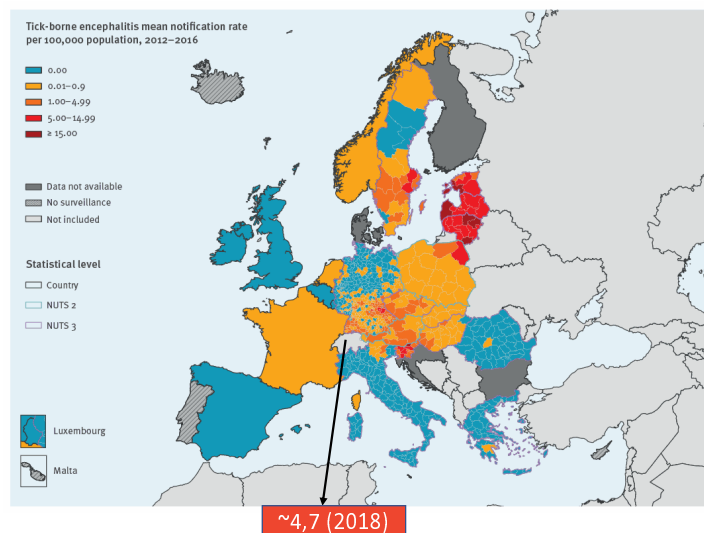 Tick-borne encephalitis mean notification rate
per 100,000 population, 2012–2016
0.00
0.01–0.9
1.00–4.99
5.00–14.99
≥ 15.00
Data not available
No surveillance
Not included
Statistical level
Country
NUTS 2
NUTS 3
Luxembourg
Malta
~4,7 (2018)